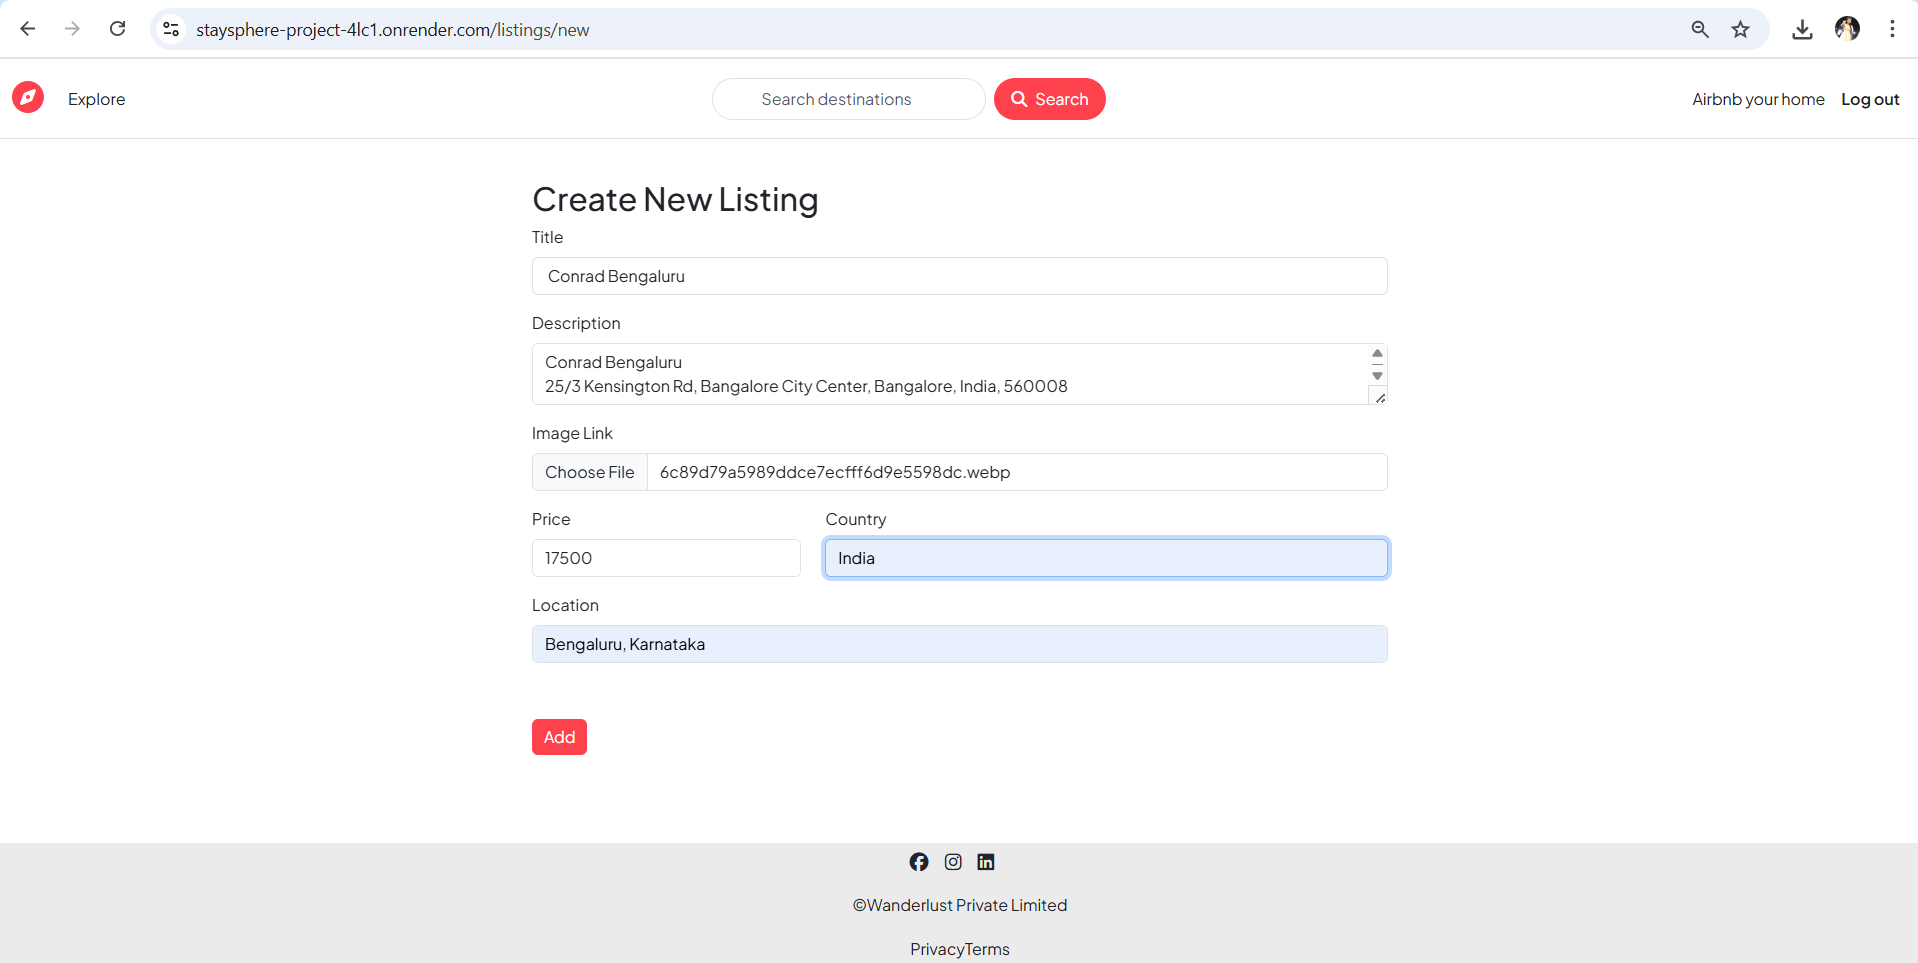 staysphere-project-4lc1.onrender.com/listings/new
Explore
Search destinations
Search
Airbnb your home
Log out
Create New Listing
Title
Conrad Bengaluru
Description
Conrad Bengaluru
25/3 Kensington Rd, Bangalore City Center, Bangalore, India, 560008
Image Link
Choose File
6c89d79a5989ddce7ecfff6d9e5598dc.webp
Price
Country
17500
India
Location
Bengaluru, Karnataka
Add
©Wanderlust Private Limited
PrivacyTerms